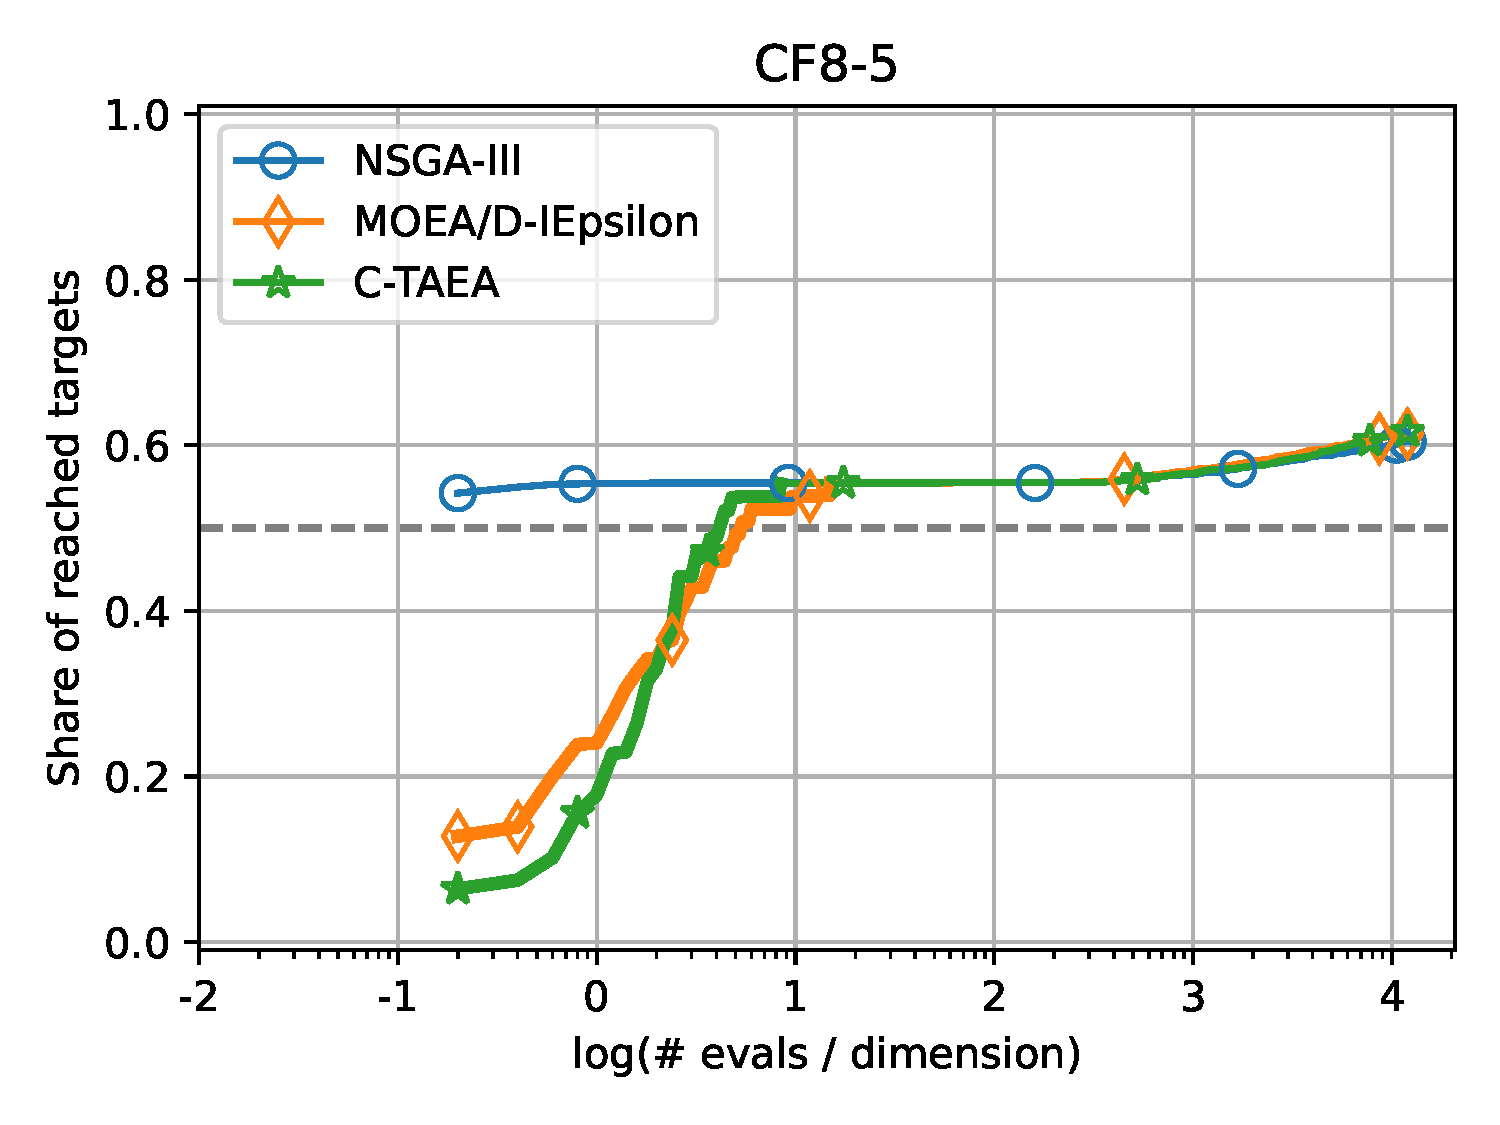 CF8-5
1.0
0.8
0.6
0.4
0.2
0.0
Share of reached targets
NSGA-III
MOEA/D-IEpsilon
C-TAEA
-2 -1 0 1 2 3 4
log(# evals / dimension)